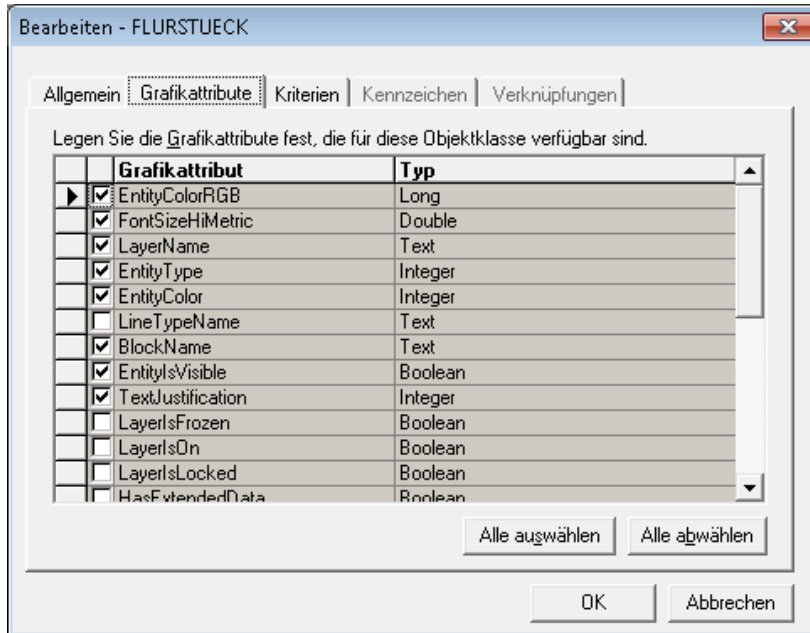 Bearbeiten - FLURSTUECK
Allgemein Grafikattribute Kriterien Kennzeichen Verknüpfungen
Legen Sie die Grafikattribute fest, die für diese Objektklasse verfügbar sind.
Grafikattribut Typ
EntityColorRGB Long
FontSizeHiMetric Double
LayerName Text
EntityType Integer
EntityColor Integer
LineTypeName Text
BlockName Text
EntityIsVisible Boolean
TextJustification Integer
LayerIsFrozen Boolean
LayerIsOn Boolean
LayerIsLocked Boolean
HasExtendedData Boolean
Alle auswählen Alle abwählen
OK Abbrechen